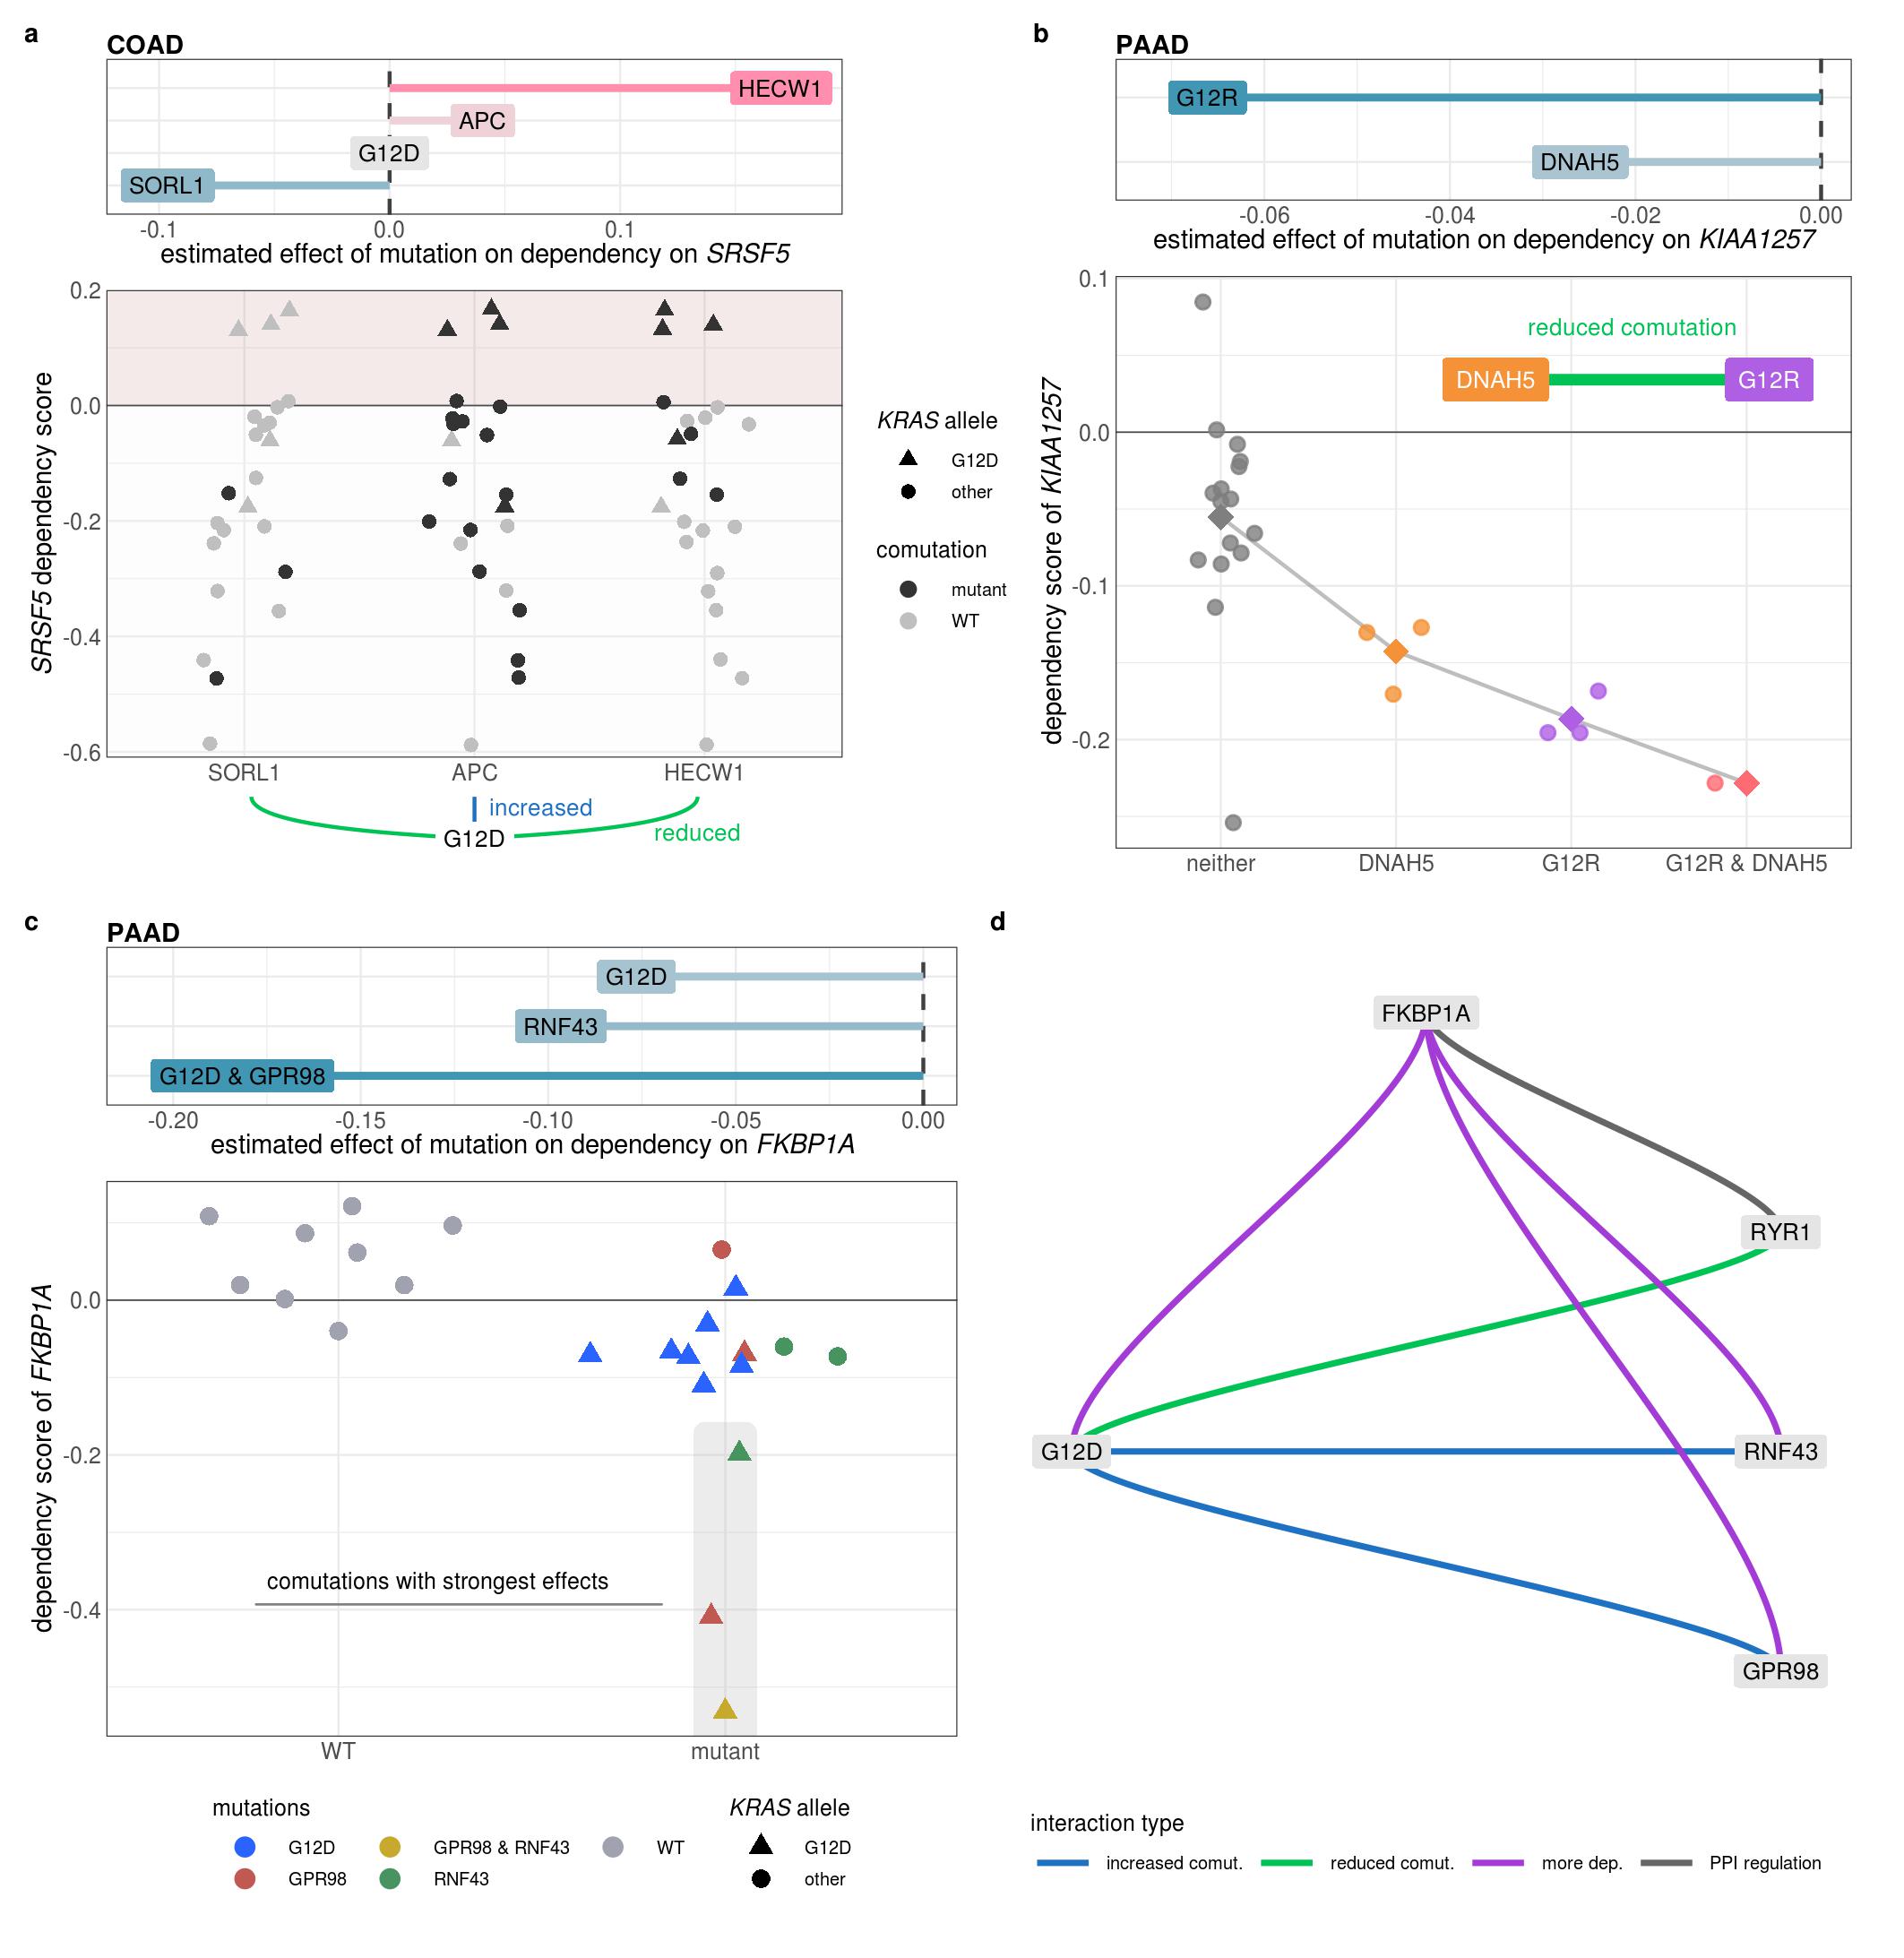 a
COAD
HECW1
APC
G12D
SORL1
-0.1
0.0
0.1
estimated effect of mutation on dependency on SRSF5
SRSF5 dependency score
0.2
0.0
-0.2
-0.4
-0.6
SORL1
APC
HECW1
increased
G12D
reduced
KRAS allele
G12D
other
comutation
mutant
WT
b
PAAD
G12R
DNAH5
-0.06
-0.04
-0.02
0.00
estimated effect of mutation on dependency on KIAA1257
dependency score of KIAA1257
0.1
0.0
-0.1
-0.2
reduced comutation
DNAH5
G12R
neither
DNAH5
G12R
G12R & DNAH5
c
PAAD
G12D
RNF43
G12D & GPR98
-0.20
-0.15
-0.10
-0.05
0.00
estimated effect of mutation on dependency on FKBP1A
dependency score of FKBP1A
0.0
-0.2
-0.4
comutations with strongest effects
WT
mutant
mutations
G12D
GPR98 & RNF43
WT
GPR98
RNF43
KRAS allele
G12D
other
d
FKBP1A
RYR1
G12D
RNF43
GPR98
interaction type
increased comut.
reduced comut.
more dep.
PPI regulation